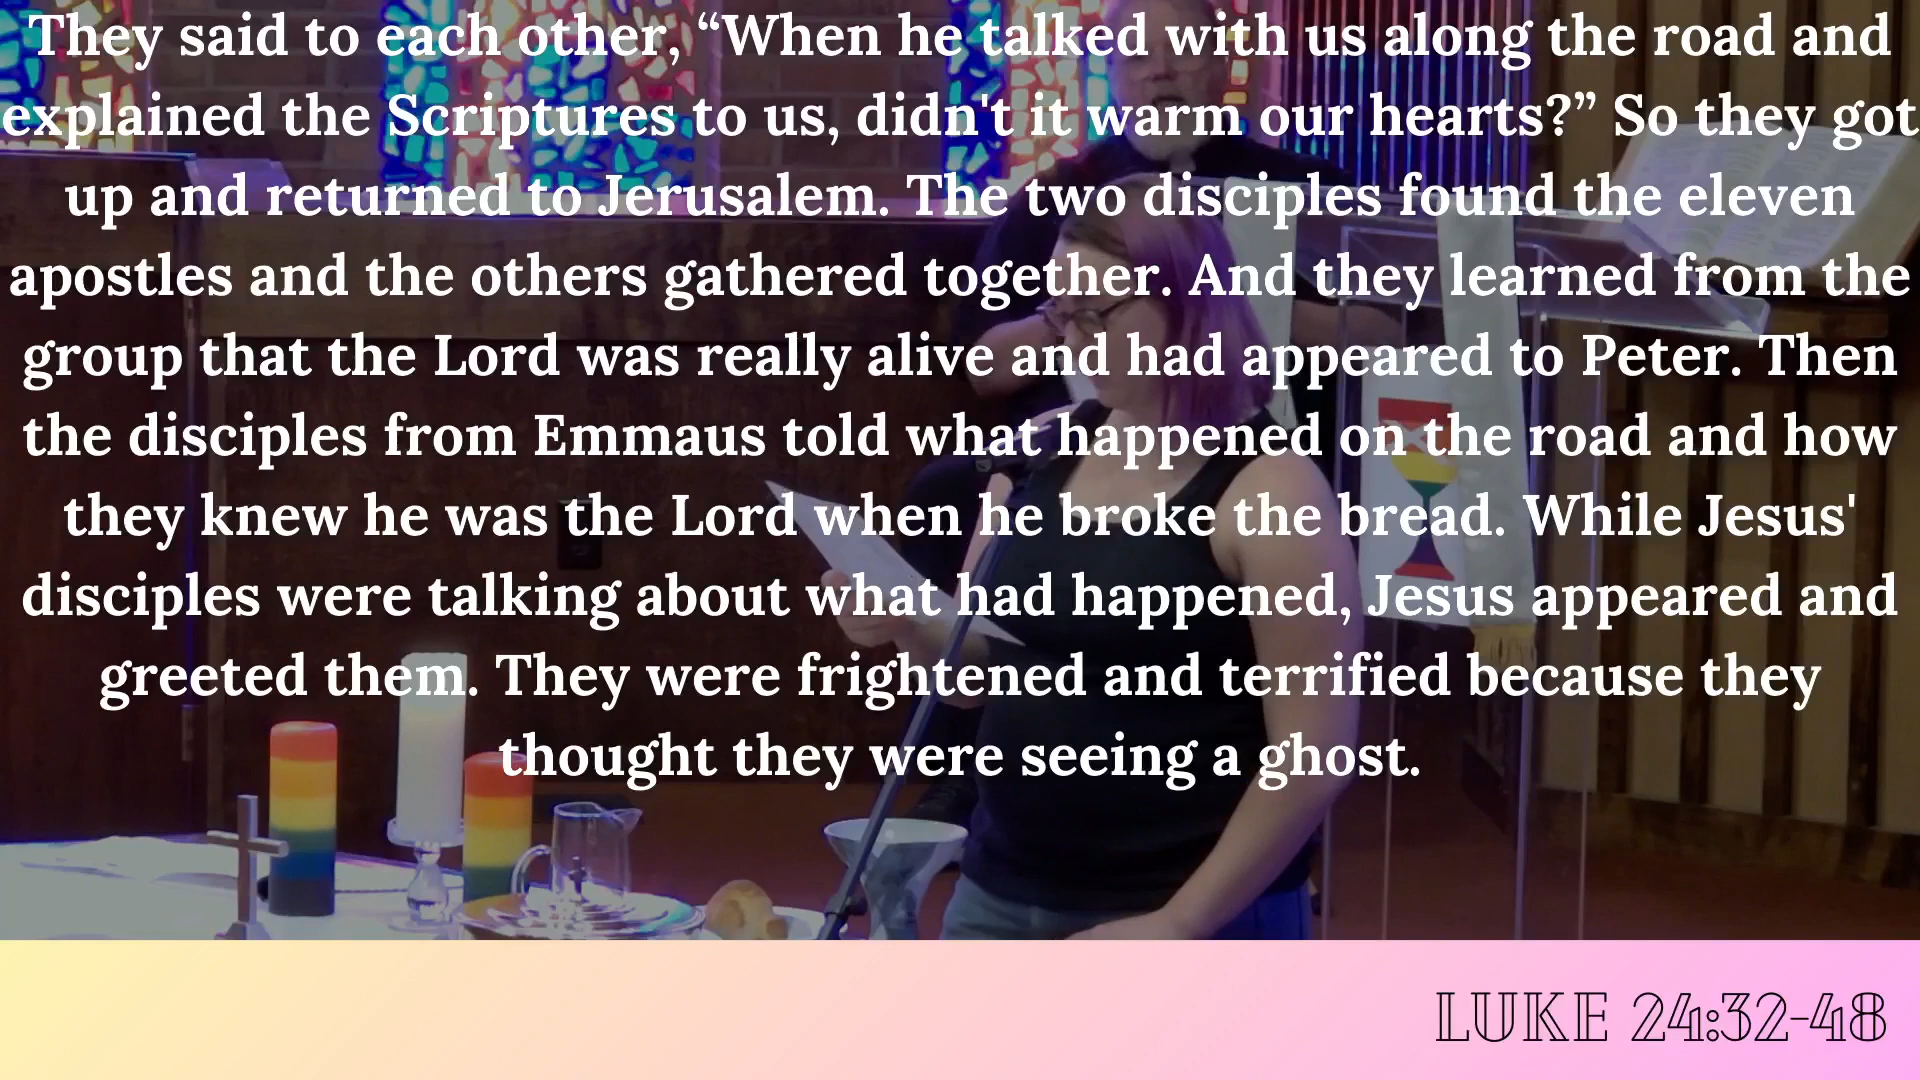 They said to each other, “When he talked with us along the road and
explained the Scriptures to us, didn't it warm our hearts?” So they got
up and returned to Jerusalem. The two disciples found the eleven
apostles and the others gathered together. And they learned from the
group that the Lord was really alive and had appeared to Peter. Then
the disciples from Emmaus told what happened on the road and how
they knew he was the Lord when he broke the bread. While Jesus'
disciples were talking about what had happened, Jesus appeared and
greeted them. They were frightened and terrified because they
thought they were seeing a ghost.
LUKE 24:32-48